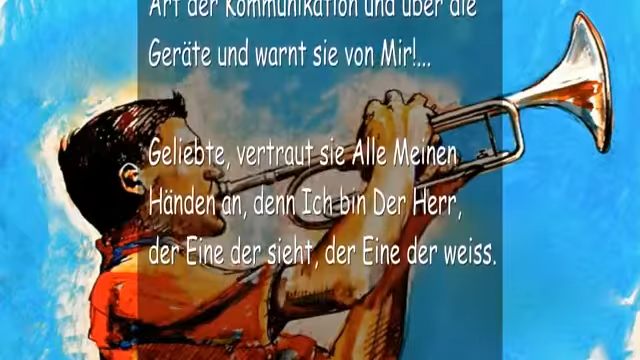 Art der Kommunikation und über die
Geräte und warnt sie von Mir!...
Geliebte, vertraut sie Alle Meinen
Händen an, denn Ich bin Der Herr,
der Eine der sieht, der Eine der weiss.